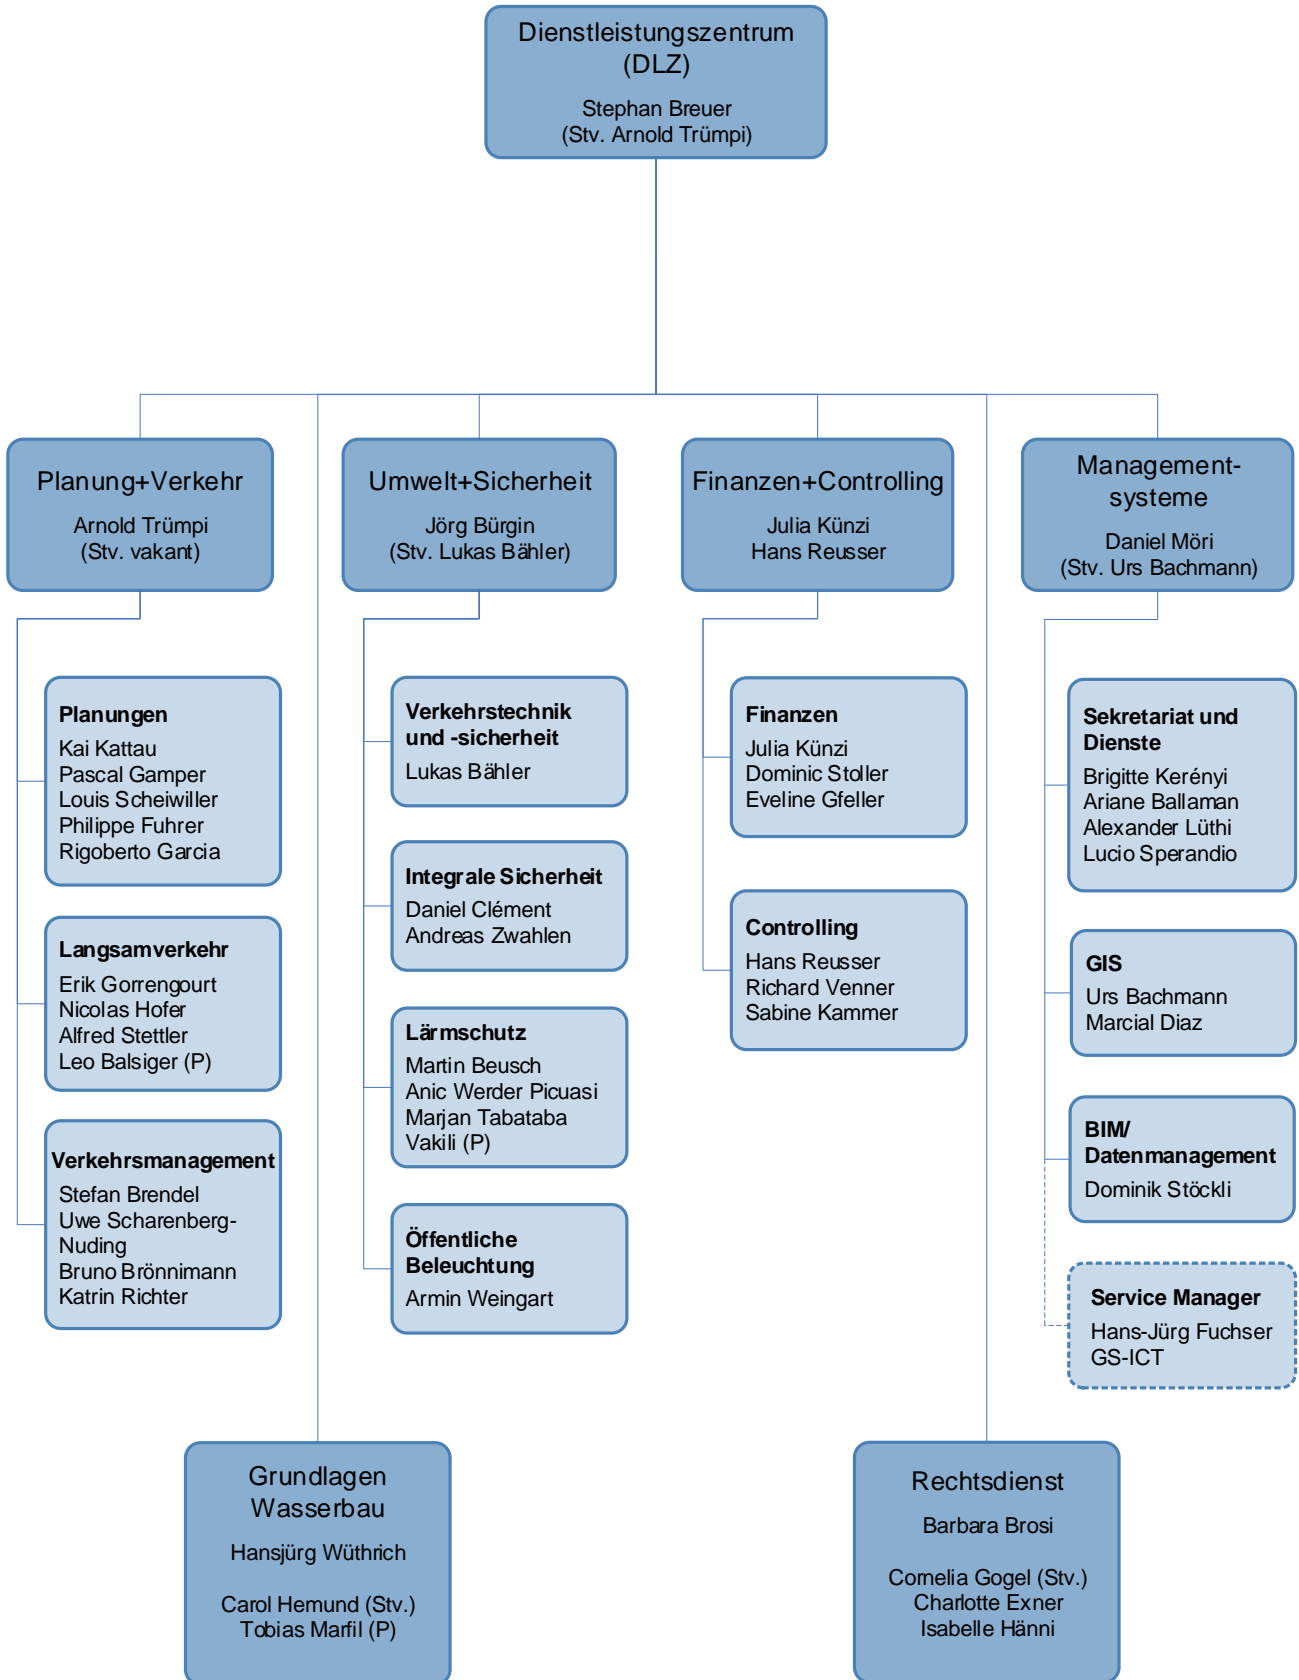 Dienstleistungszentrum
(DLZ)
Stephan Breuer
(Stv. Arnold Trümpi)
Planung+Verkehr
Arnold Trümpi
(Stv. vakant)
Umwelt+Sicherheit
Jörg Bürgin
(Stv. Lukas Bähler)
Finanzen+Controlling
Julia Künzi
Hans Reusser
Management-
systeme
Daniel Möri
(Stv. Urs Bachmann)
Planungen
Kai Kattau
Pascal Gamper
Louis Scheiwiller
Philippe Fuhrer
Rigoberto Garcia
Langsamverkehr
Erik Gorrengourt
Nicolas Hofer
Alfred Stettler
Leo Balsiger (P)
Verkehrsmanagement
Stefan Brendel
Uwe Scharenberg-
Nuding
Bruno Brönnimann
Katrin Richter
Verkehrstechnik
und -sicherheit
Lukas Bähler
Integrale Sicherheit
Daniel Clément
Andreas Zwahlen
Lärmschutz
Martin Beusch
Anic Werder Picuasi
Marjan Tabataba
Vakili (P)
Öffentliche
Beleuchtung
Armin Weingart
Finanzen
Julia Künzi
Dominic Stoller
Eveline Gfeller
Controlling
Hans Reusser
Richard Venner
Sabine Kammer
Sekretariat und
Dienste
Brigitte Kerényi
Ariane Ballaman
Alexander Lüthi
Lucio Sperandio
GIS
Urs Bachmann
Marcial Diaz
BIM/
Datenmanagement
Dominik Stöckli
Service Manager
Hans-Jürg Fuchser
GS-ICT
Grundlagen
Wasserbau
Hansjürg Wüthrich
Carol Hemund (Stv.)
Tobias Marfil (P)
Rechtsdienst
Barbara Brosi
Cornelia Gogel (Stv.)
Charlotte Exner
Isabelle Hänni